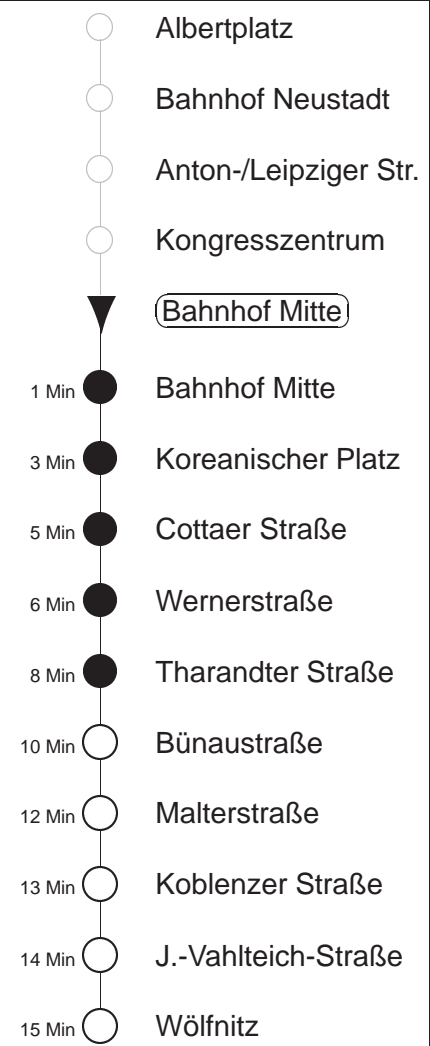 Albertplatz
Bahnhof Neustadt
Anton-/Leipziger Str.
Kongresszentrum
Bahnhof Mitte
1 Min Bahnhof Mitte
3 Min Koreanischer Platz
5 Min Cottaer Straße
6 Min Wernerstraße
8 Min Tharandter Straße
10 Min Bünaustraße
12 Min Malterstraße
13 Min Koblenzer Straße
14 Min J.-Vahlteich-Straße
15 Min Wölfnitz